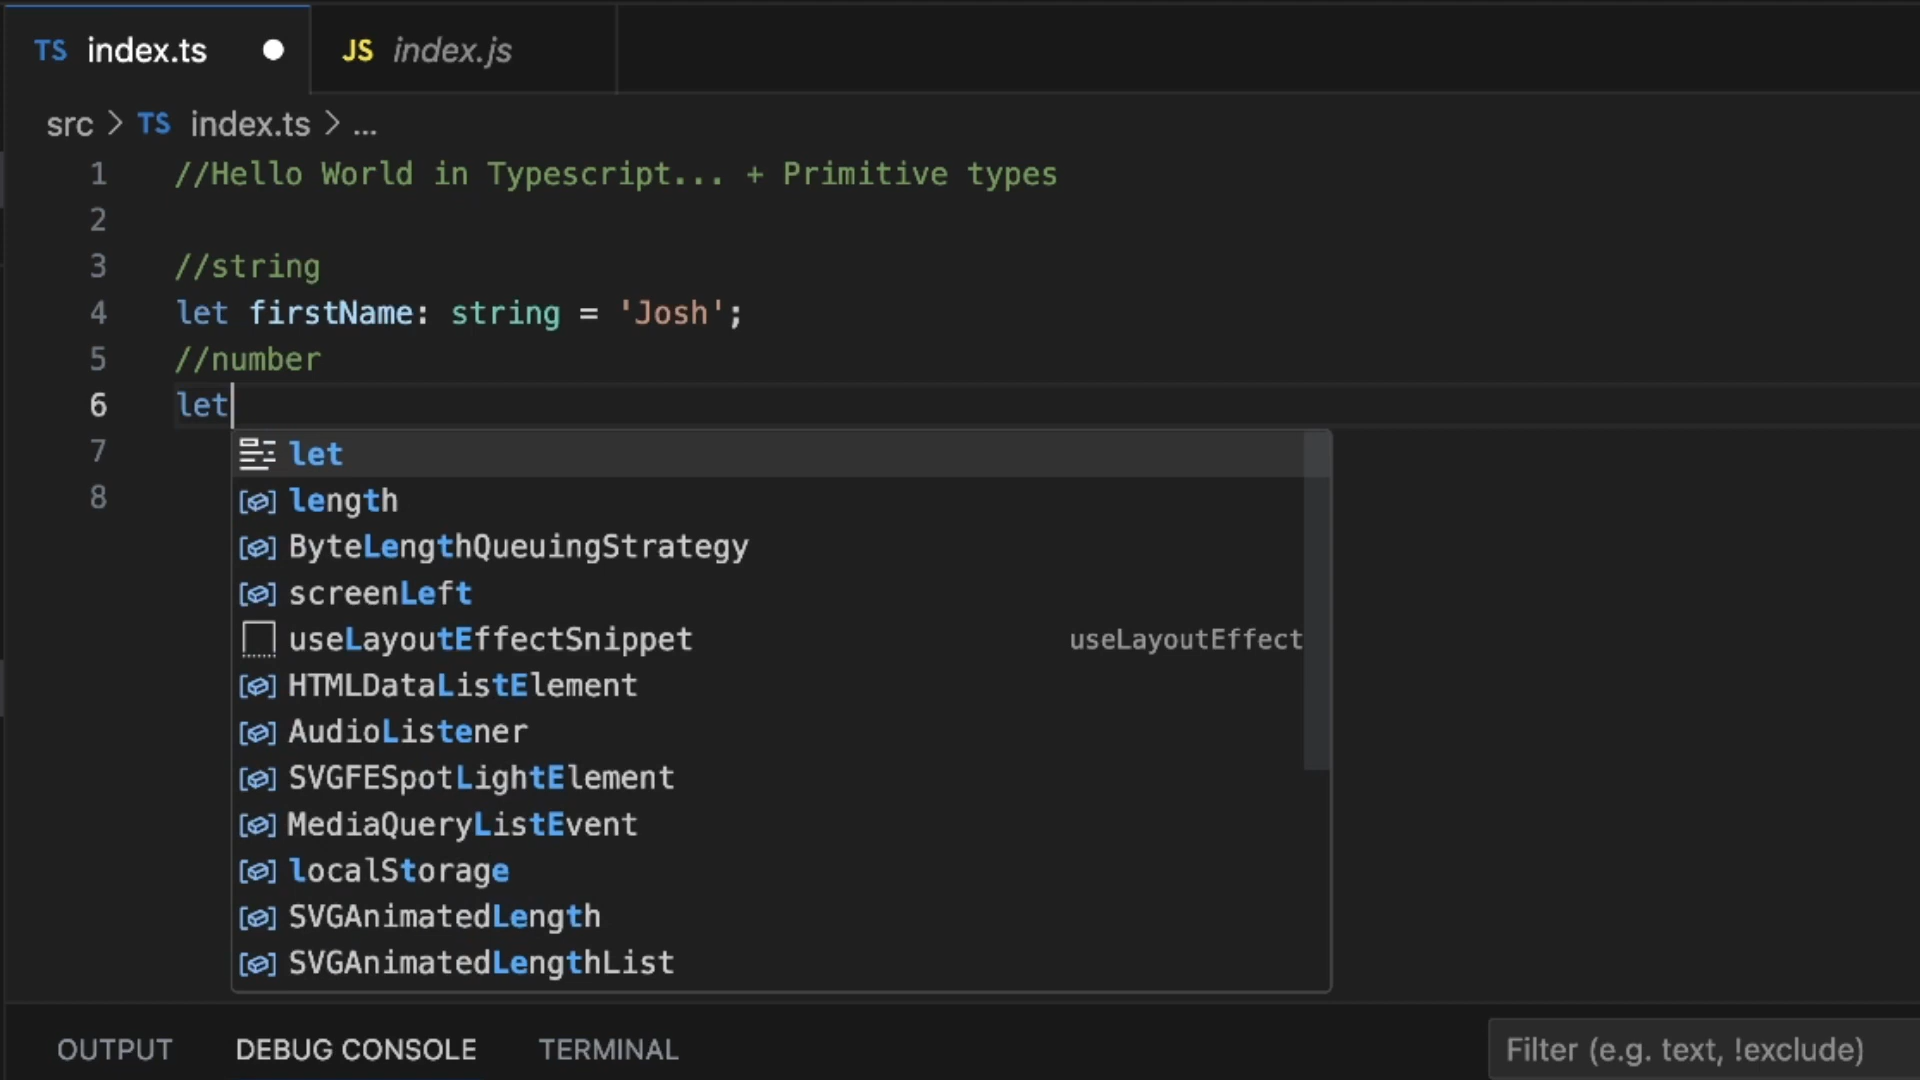 TS index.ts JS index.js
src > TS index.ts > ...
1 //Hello World in Typescript... + Primitive types
2
3 //string
4 let firstName: string = 'Josh';
5 //number
6 let
7 let
length
8
ByteLengthQueuingStrategy
screenLeft
useLayoutEffectSnippet useLayoutEffect
HTMLDataListElement
AudioListener
SVGFESpotLightElement
MediaQueryListEvent
localStorage
SVGAnimatedLength
SVGAnimatedLengthList
OUTPUT DEBUG CONSOLE TERMINAL Filter (e.g. text, !exclude)